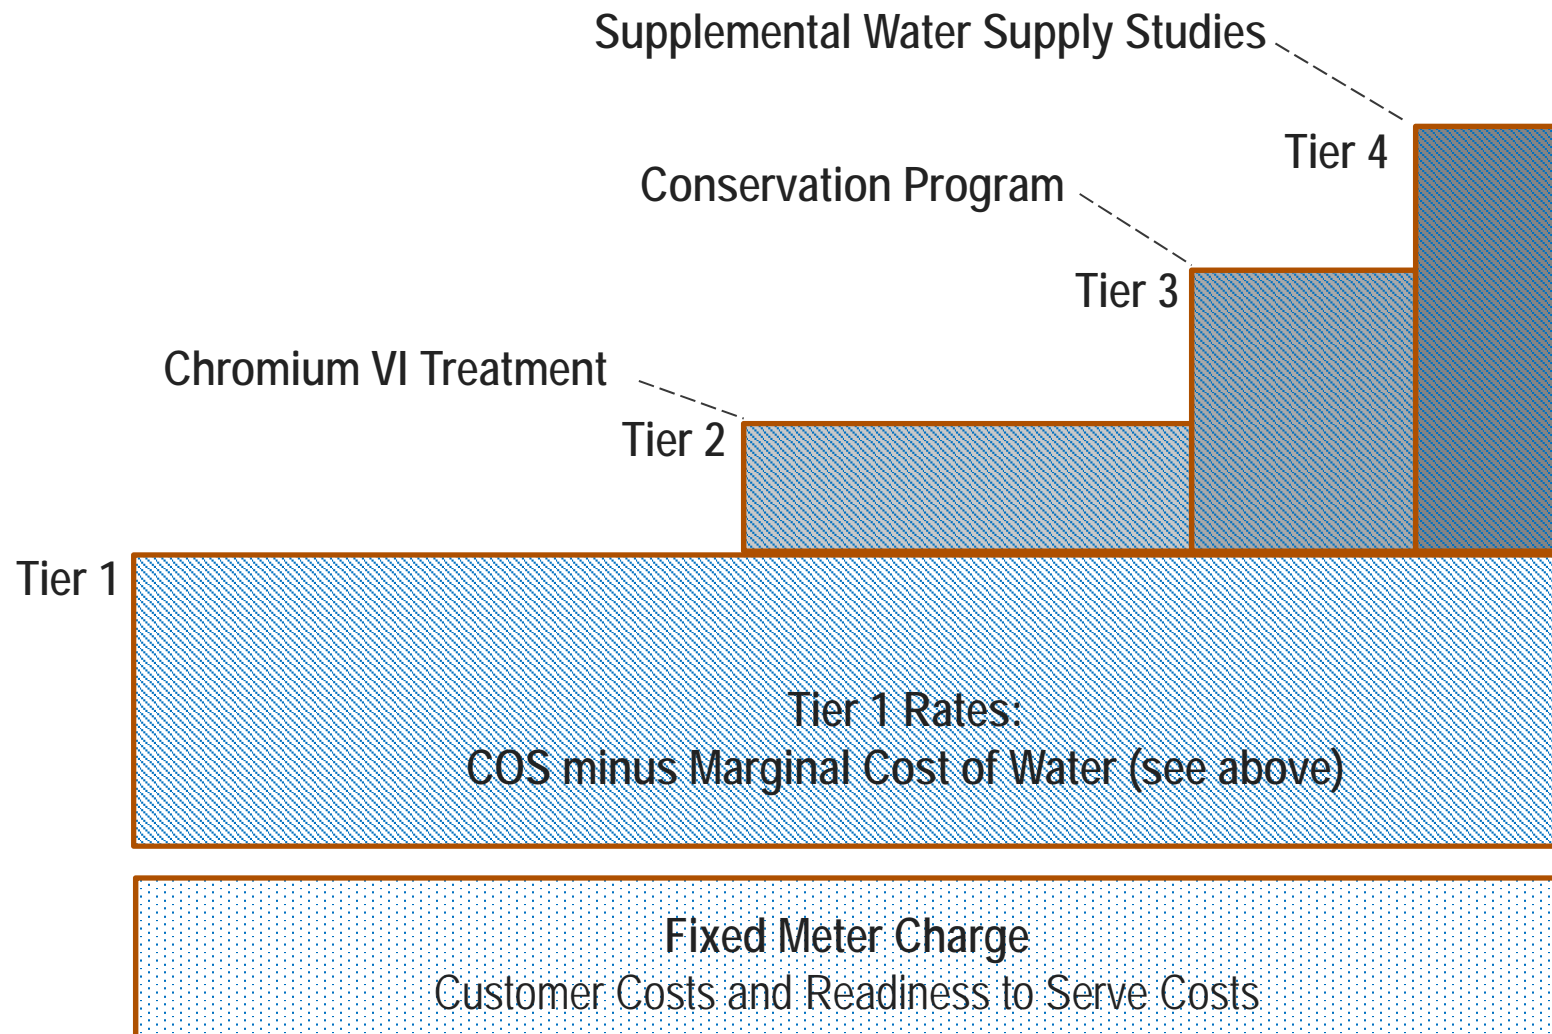 Supplemental Water Supply Studies
Tier 4
Conservation Program
Tier 3
Chromium VI Treatment
Tier 2
Tier 1
Tier 1 Rates:
COS minus Marginal Cost of Water (see above)
Fixed Meter Charge
Customer Costs and Readiness to Serve Costs